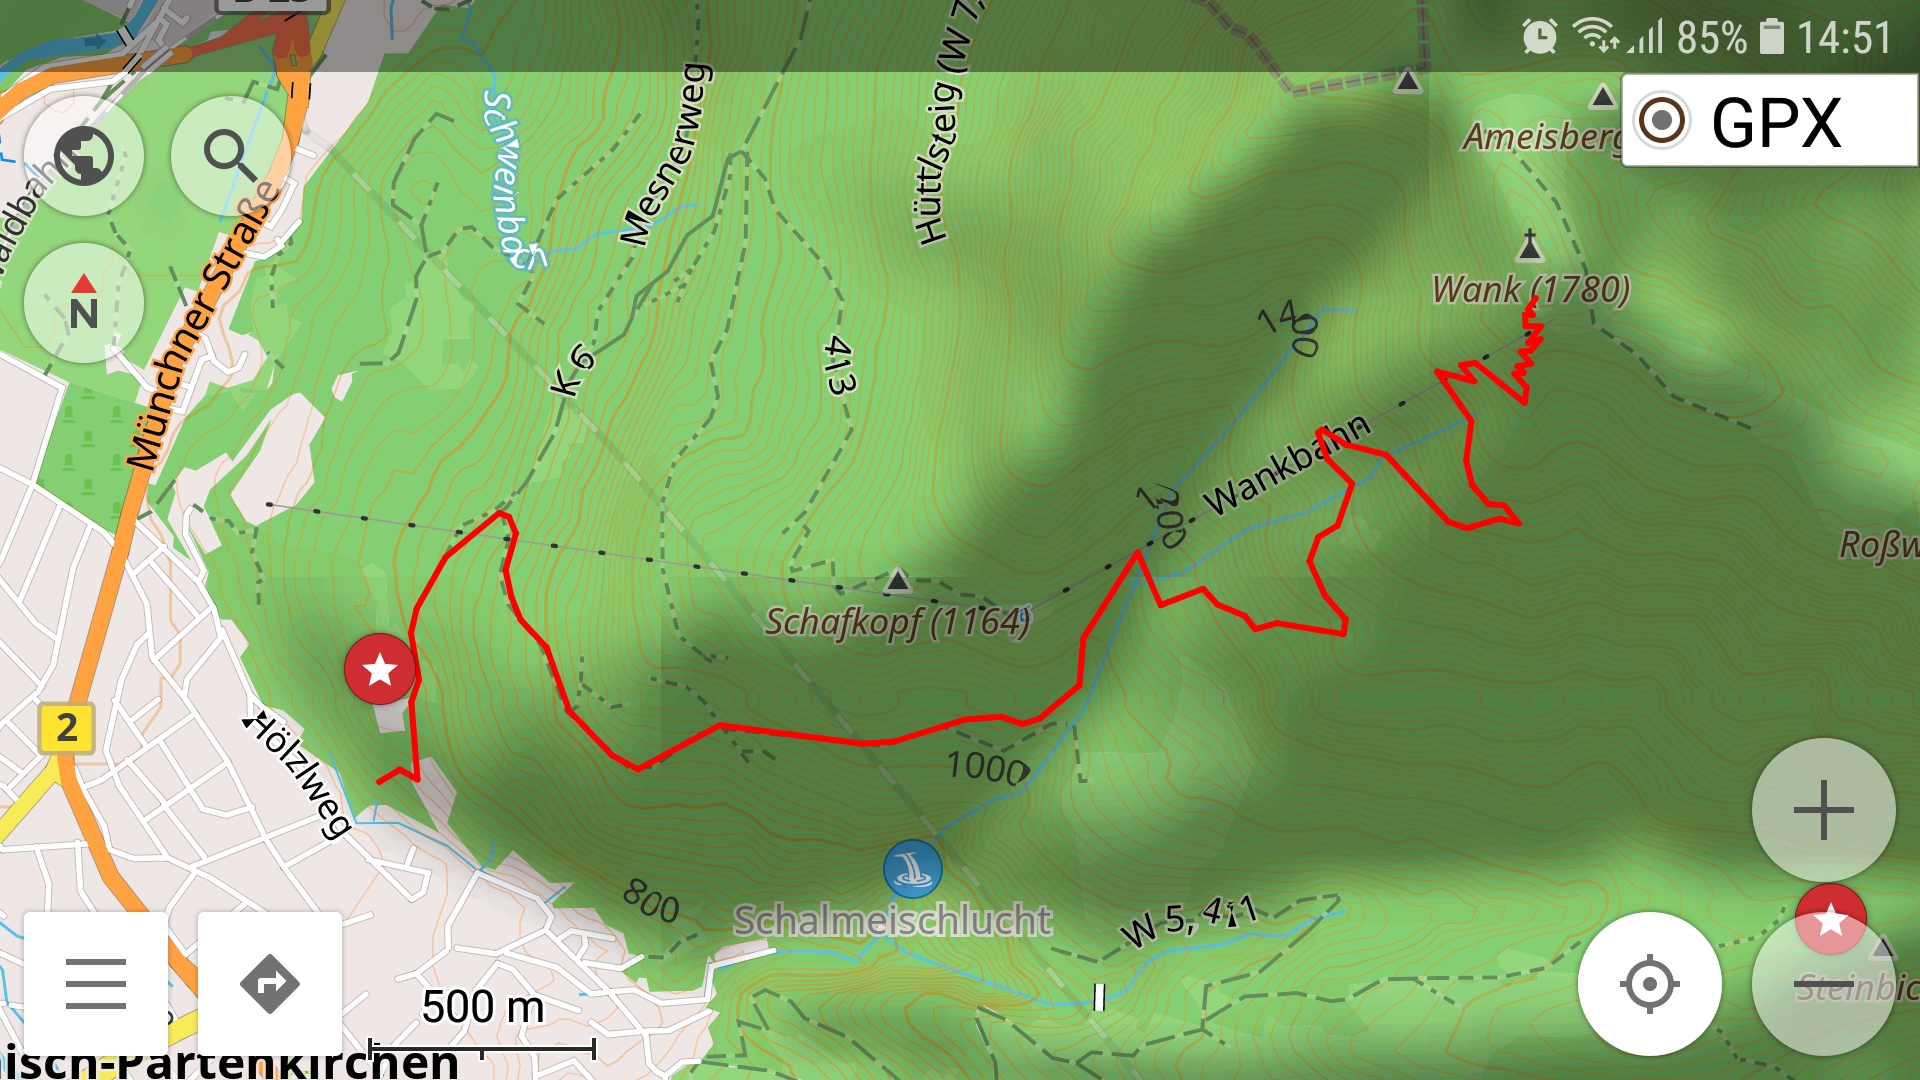 85% 14:51
GPX
Ameisberg
Schweinbach
Mesnerweg
Hüttlsteig (W 7,
N
Münchner Straße
Wank (1780)
K 6
413
1400
Wankbahn
1200
Roßw
Schafkopf (1164)
2
Hölzlweg
1000
800
Schalmeischlucht
W 5, 411
Steinbic
500 m
isch-Partenkirchen